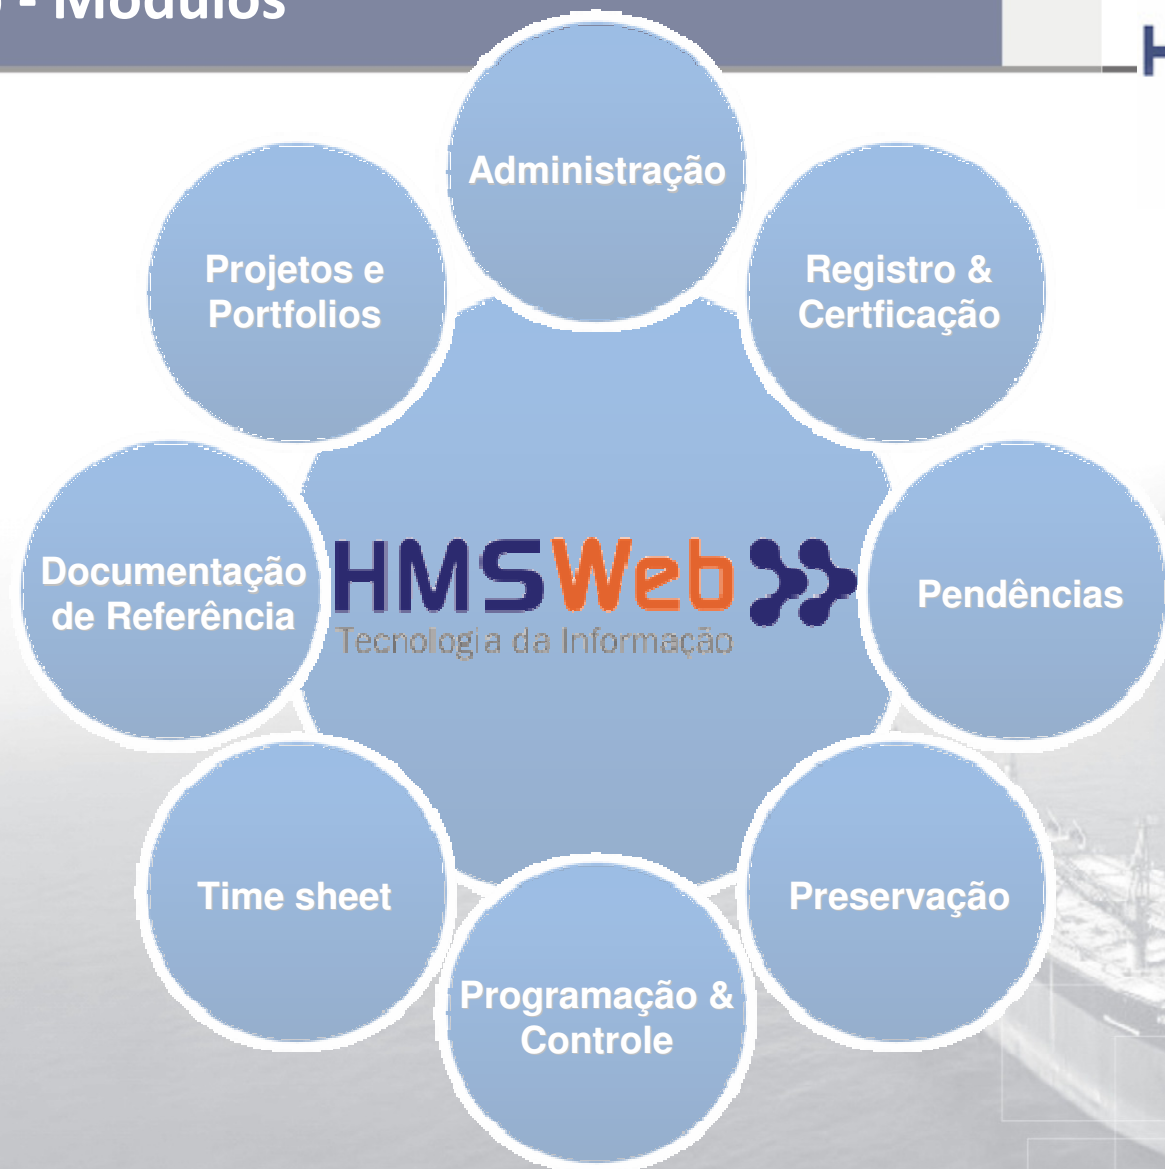 - Módulos
Administração
Projetos e
Portfolios
Registro &
Certficação
Documentação
de Referência
HMSWeb
Tecnologia da Informação
Pendências
Time sheet
Preservação
Programação &
Controle